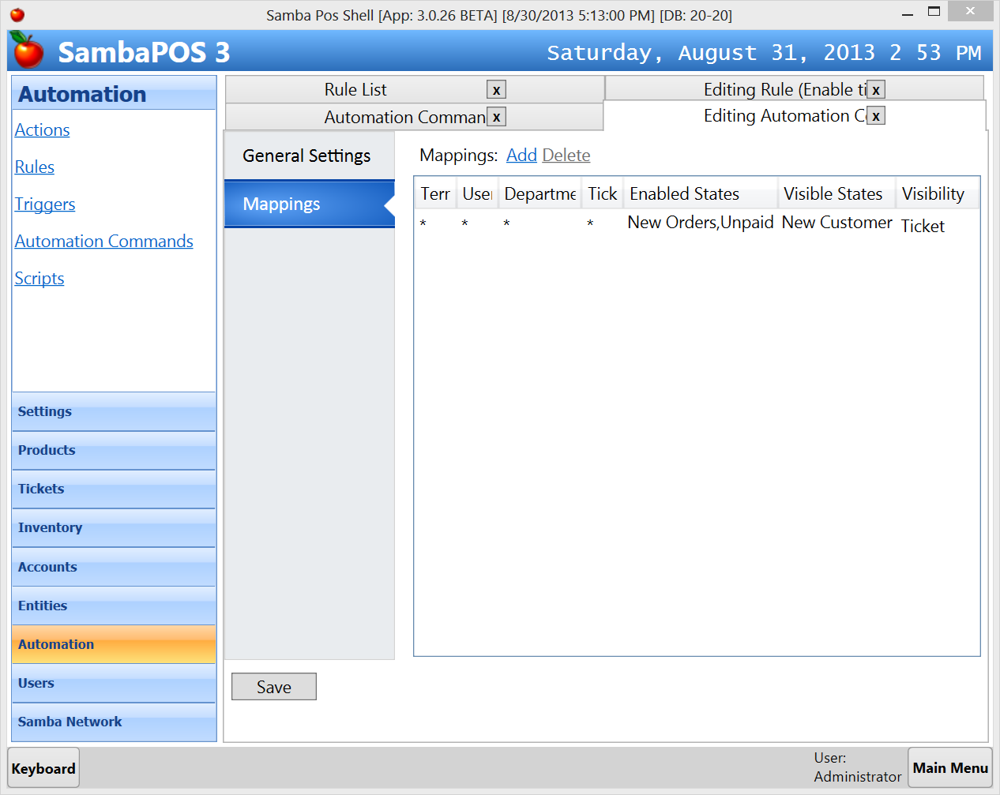 Samba Pos Shell [App: 3.0.26 BETA] [8/30/2013 5:13:00 PM] [DB: 20-20]
SambaPOS 3
Saturday, August 31, 2013 2 53 PM
Automation
Actions
Rules
Triggers
Automation Commands
Scripts
Settings
Products
Tickets
Inventory
Accounts
Entities
Automation
Users
Samba Network
Rule List x
Editing Rule (Enable ti x
Automation Comman x
Editing Automation C x
General Settings
Mappings
Mappings: Add Delete
Terr User Departme Tick Enabled States Visible States Visibility
* * * * New Orders,Unpaid New Customer Ticket
Save
Keyboard
User:
Administrator
Main Menu